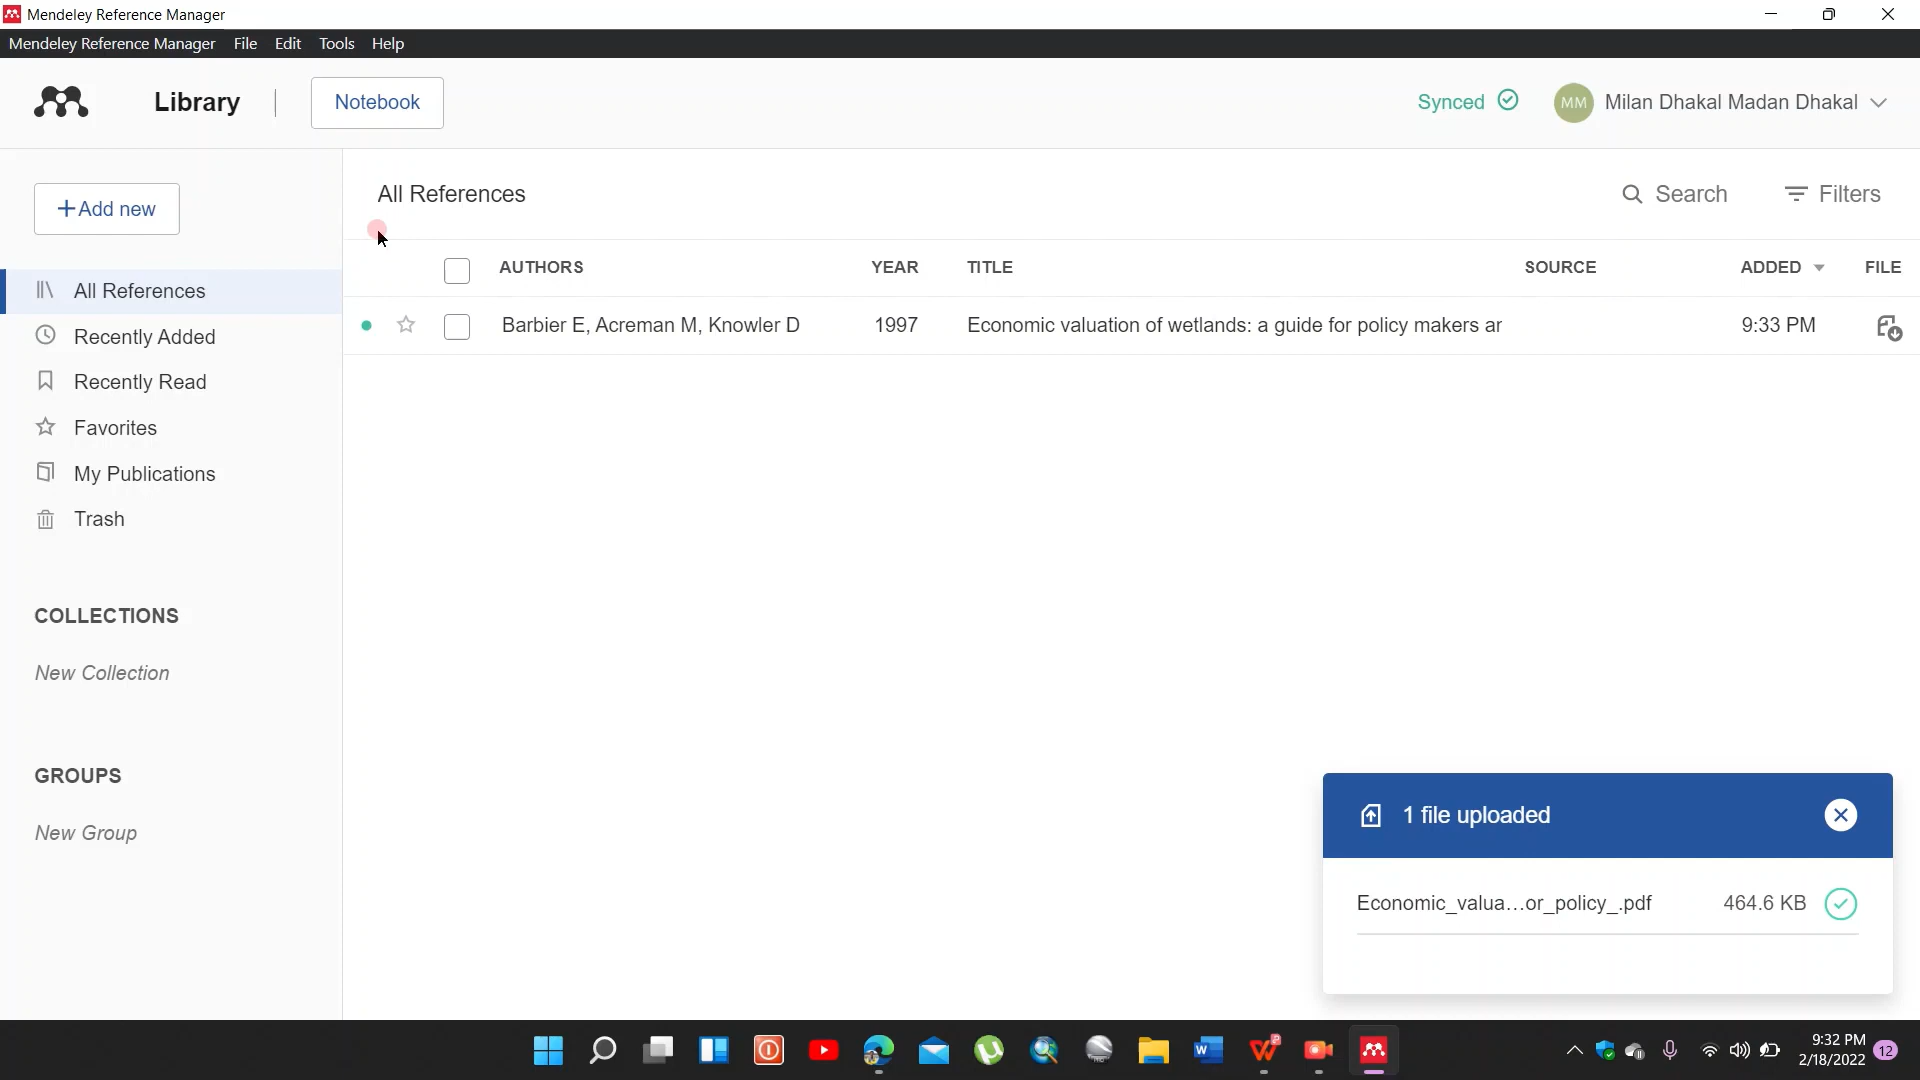 Mendeley Reference Manager
Mendeley Reference Manager File Edit Tools Help
Library Notebook Synced MM Milan Dhakal Madan Dhakal
+Add new
All References Search Filters
AUTHORS YEAR TITLE SOURCE ADDED FILE
Barbier E, Acreman M, Knowler D 1997 Economic valuation of wetlands: a guide for policy makers ar 9:33 PM
All References
Recently Added
Recently Read
Favorites
My Publications
Trash
COLLECTIONS
New Collection
GROUPS
New Group
1 file uploaded
Economic_valua...or_policy_.pdf 464.6 KB
9:32 PM
2/18/2022 12